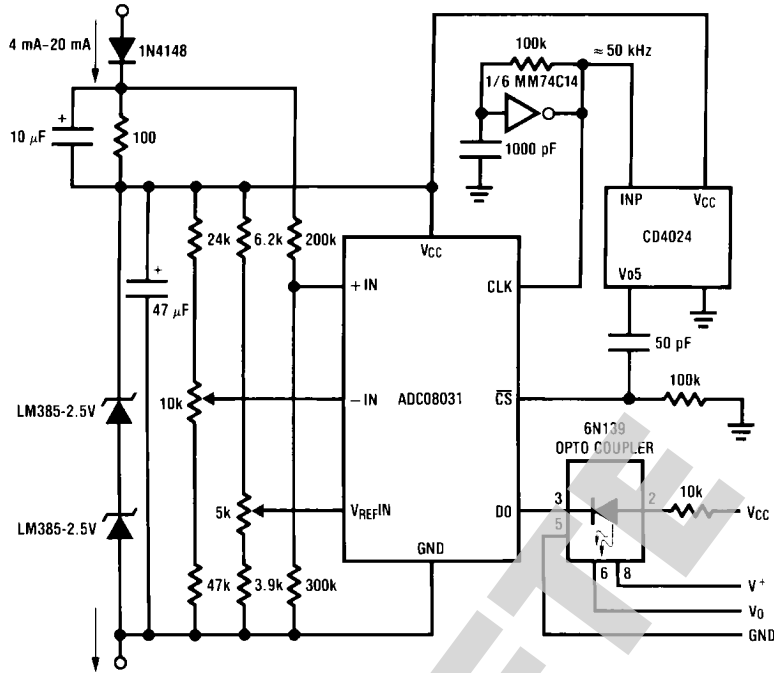 4 mA-20 mA
1N4148
+
10 µF
100
100k
≈ 50 kHz
1/6 MM74C14
1000 pF
INP
VCC
CD4024
Vo5
24k
6.2k
200k
VCC
+IN
CLK
+
47 µF
50 pF
LM385-2.5V
10k
-IN
ADC08031
CS
100k
6N139
OPTO COUPLER
LM385-2.5V
5k
VREFIN
DO
3
5
2
10k
VCC
GND
6
8
47k
3.9k
300k
V+
VO
GND
ETE